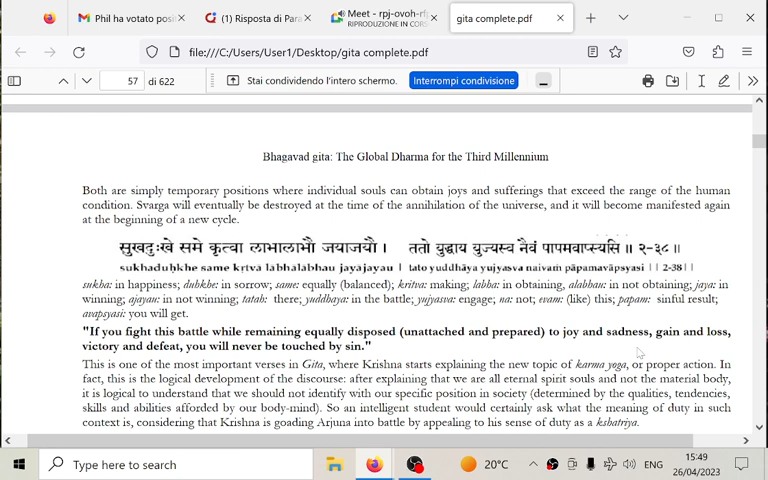 Phil ha votato posi
(1) Risposta di Para
Meet - rpj-ovoh-rf
RIPRODUZIONE IN CORS
gita complete.pdf
file:///C:/Users/User1/Desktop/gita complete.pdf
57 di 622
Stai condividendo l'intero schermo. Interrompi condivisione
Bhagavad gita: The Global Dharma for the Third Millennium
Both are simply temporary positions where individual souls can obtain joys and sufferings that exceed the range of the human
condition. Svarga will eventually be destroyed at the time of the annihilation of the universe, and it will become manifested again
at the beginning of a new cycle.
सुखदुःखे समे कृत्वा लाभालाभौ जयाजयौ। ततो युद्धाय युज्यस्व नैवं पापमवाप्स्यसि॥ २-३८॥
sukhaduḥkhe same kṛtvā lābhālābhau jayājayau | tato yuddhāya yujyasva naivaṁ pāpamavāpsyasi || 2-38||
sukha: in happiness; duhkhe: in sorrow; same: equally (balanced); kritva: making; labha: in obtaining, alabhau: in not obtaining; jaya: in
winning; ajayau: in not winning; tatah: there; yuddhaya: in the battle; yujyasva: engage; na: not; evam: (like) this; papam: sinful result;
avapsyasi: you will get.
"If you fight this battle while remaining equally disposed (unattached and prepared) to joy and sadness, gain and loss,
victory and defeat, you will never be touched by sin."
This is one of the most important verses in Gita, where Krishna starts explaining the new topic of karma yoga, or proper action. In
fact, this is the logical development of the discourse: after explaining that we are all eternal spirit souls and not the material body,
it is logical to understand that we should not identify with our specific position in society (determined by the qualities, tendencies,
skills and abilities afforded by our body-mind). So an intelligent student would certainly ask what the meaning of duty in such
context is, considering that Krishna is goading Arjuna into battle by appealing to his sense of duty as a kshatriya.
Type here to search
20°C
ENG
15:49
26/04/2023